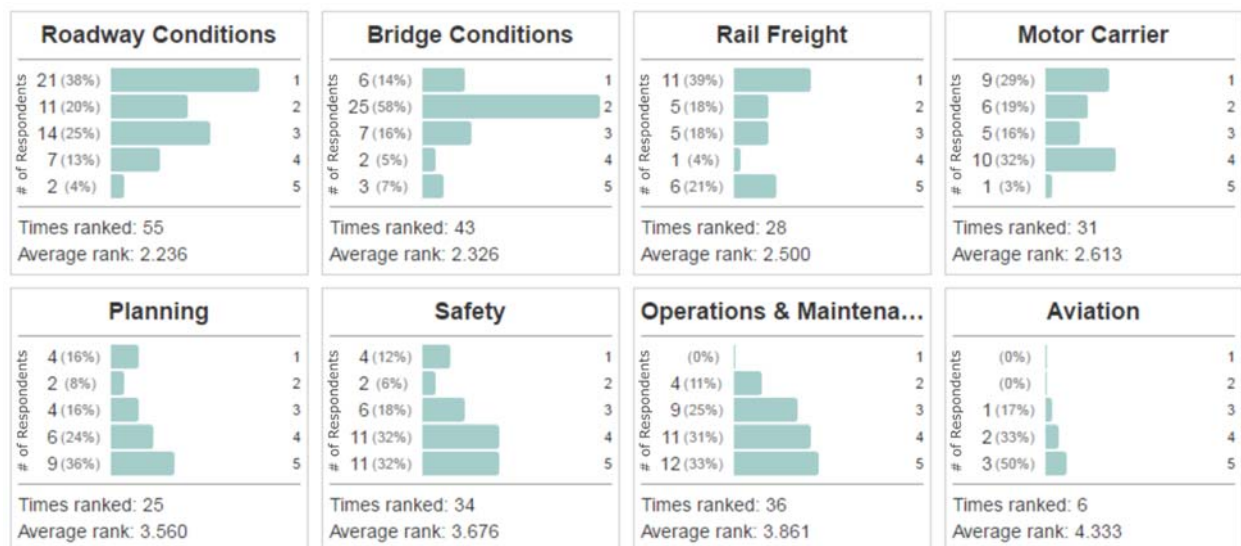 Roadway Conditions
# of Respondents
21 (38%) 1
11 (20%) 2
14 (25%) 3
7 (13%) 4
2 (4%) 5
Times ranked: 55
Average rank: 2.236
Bridge Conditions
# of Respondents
6 (14%) 1
25 (58%) 2
7 (16%) 3
2 (5%) 4
3 (7%) 5
Times ranked: 43
Average rank: 2.326
Rail Freight
# of Respondents
11 (39%) 1
5 (18%) 2
5 (18%) 3
1 (4%) 4
6 (21%) 5
Times ranked: 28
Average rank: 2.500
Motor Carrier
# of Respondents
9 (29%) 1
6 (19%) 2
5 (16%) 3
10 (32%) 4
1 (3%) 5
Times ranked: 31
Average rank: 2.613
Planning
# of Respondents
4 (16%) 1
2 (8%) 2
4 (16%) 3
6 (24%) 4
9 (36%) 5
Times ranked: 25
Average rank: 3.560
Safety
# of Respondents
4 (12%) 1
2 (6%) 2
6 (18%) 3
11 (32%) 4
11 (32%) 5
Times ranked: 34
Average rank: 3.676
Operations & Maintena...
# of Respondents
(0%) 1
4 (11%) 2
9 (25%) 3
11 (31%) 4
12 (33%) 5
Times ranked: 36
Average rank: 3.861
Aviation
# of Respondents
(0%) 1
(0%) 2
1 (17%) 3
2 (33%) 4
3 (50%) 5
Times ranked: 6
Average rank: 4.333